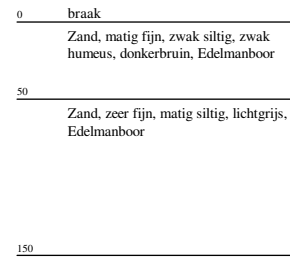 0 braak
Zand, matig fijn, zwak siltig, zwak
humeus, donkerbruin, Edelmanboor
50
Zand, zeer fijn, matig siltig, lichtgrijs,
Edelmanboor
150